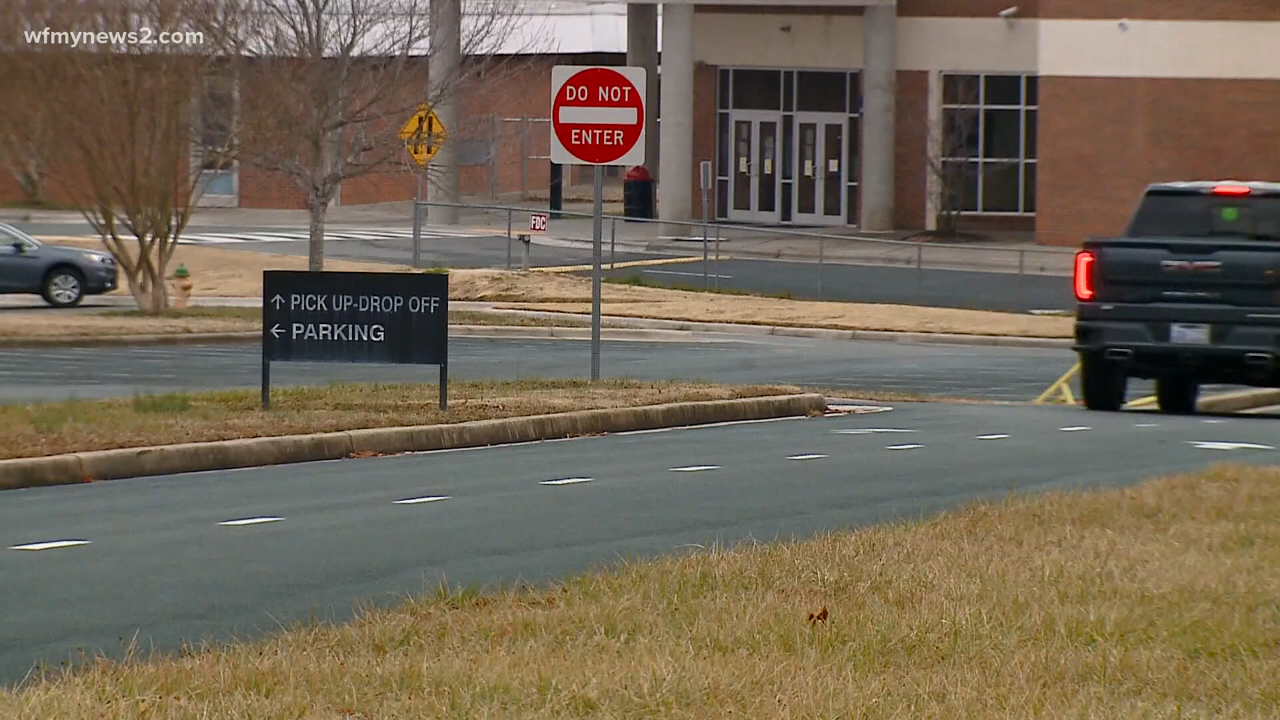 wfmynews2.com
DO NOT
ENTER
FDC
↑ PICK UP-DROP OFF
← PARKING